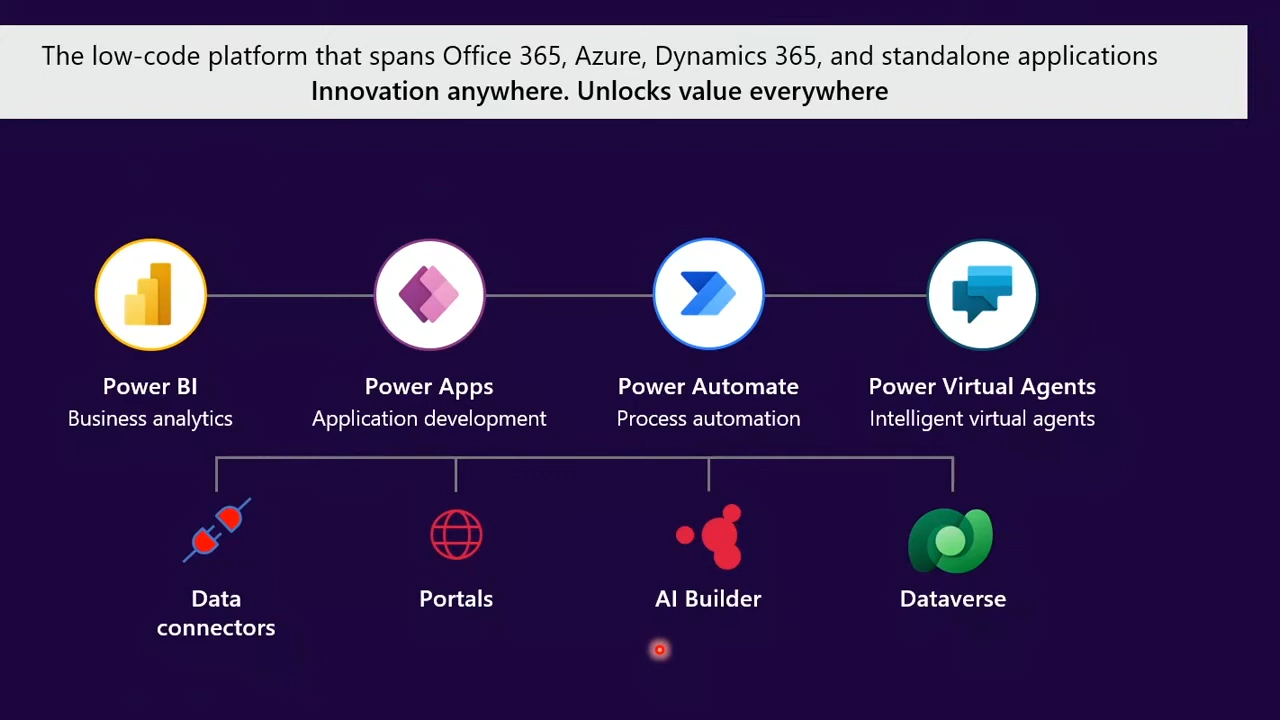 The low-code platform that spans Office 365, Azure, Dynamics 365, and standalone applications
Innovation anywhere. Unlocks value everywhere
Power BI
Business analytics
Power Apps
Application development
Power Automate
Process automation
Power Virtual Agents
Intelligent virtual agents
Data
connectors
Portals
AI Builder
Dataverse